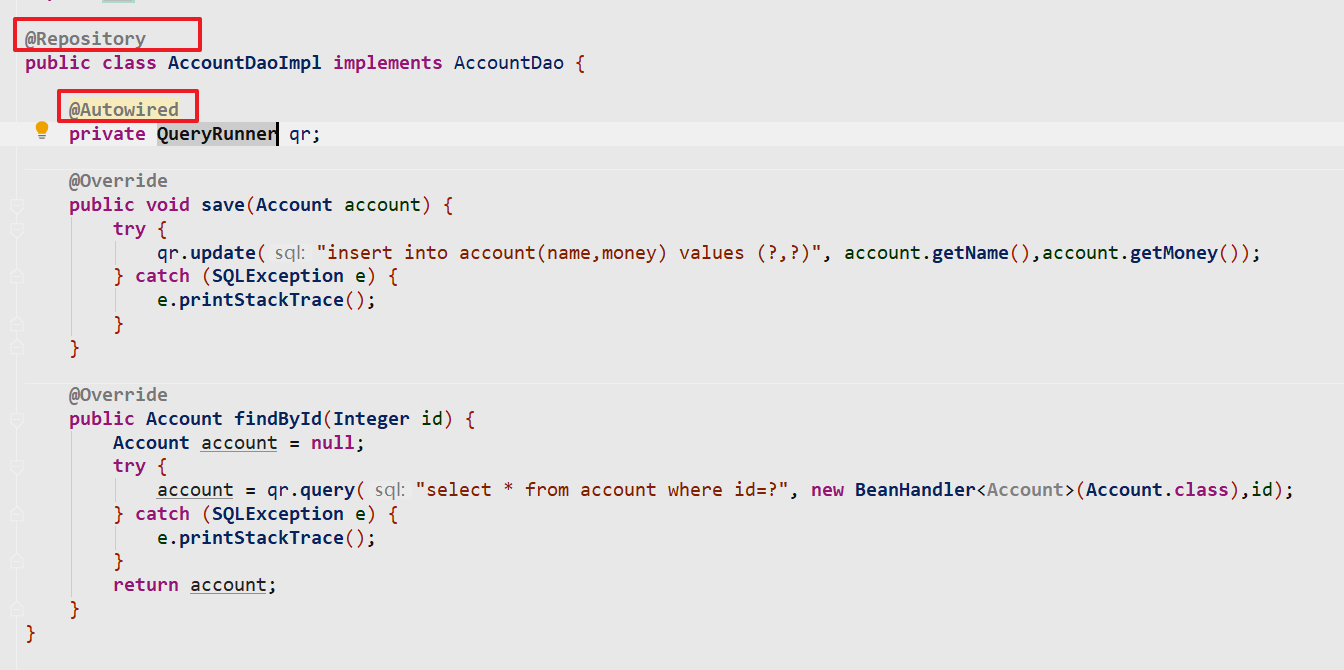 @Repository
public class AccountDaoImpl implements AccountDao {
@Autowired
private QueryRunner qr;
@Override
public void save(Account account) {
try {
qr.update( sql: "insert into account(name,money) values (?,?)", account.getName(),account.getMoney());
} catch (SQLException e) {
e.printStackTrace();
}
}
@Override
public Account findById(Integer id) {
Account account = null;
try {
account = qr.query( sql: "select * from account where id=?", new BeanHandler<Account>(Account.class),id);
} catch (SQLException e) {
e.printStackTrace();
}
return account;
}
}